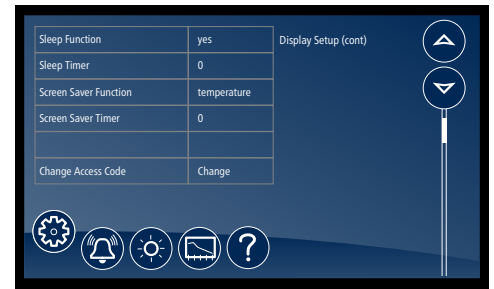 Sleep Function yes Display Setup (cont)
Sleep Timer 0
Screen Saver Function temperature
Screen Saver Timer 0
Change Access Code Change
?